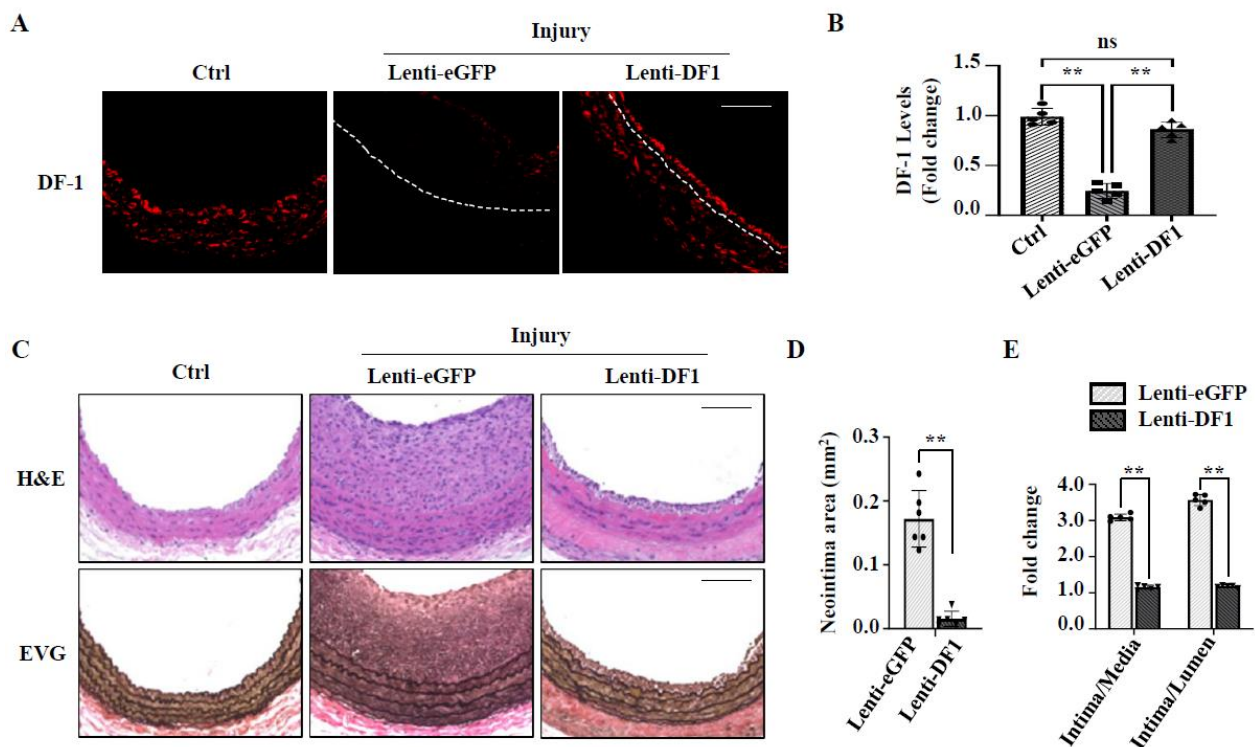 A
Injury
Ctrl
Lenti-eGFP
Lenti-DF1
DF-1
B
ns
**
**
1.5
1.0
0.5
0.0
DF-1 Levels
(Fold change)
Ctrl
Lenti-eGFP
Lenti-DF1
C
Injury
Ctrl
Lenti-eGFP
Lenti-DF1
H&E
EVG
D
**
0.3
0.2
0.1
0.0
Neointima area (mm²)
Lenti-eGFP
Lenti-DF1
E
Lenti-eGFP
Lenti-DF1
**
**
4.0
3.0
2.0
1.0
0.0
Fold change
Intima/Media
Intima/Lumen